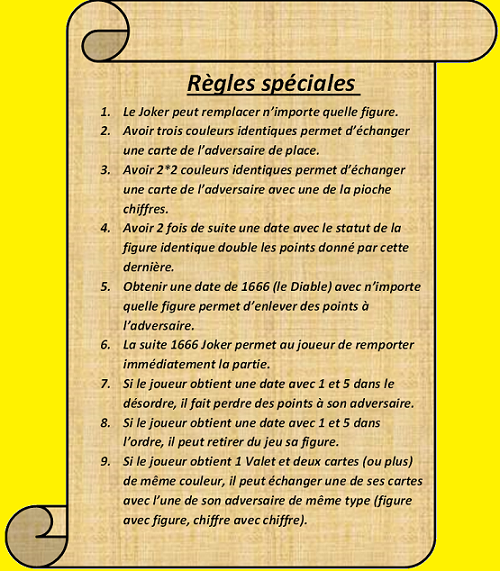 Règles spéciales
1. Le Joker peut remplacer n’importe quelle figure.
2. Avoir trois couleurs identiques permet d’échanger
une carte de l’adversaire de place.
3. Avoir 2*2 couleurs identiques permet d’échanger
une carte de l’adversaire avec une de la pioche
chiffres.
4. Avoir 2 fois de suite une date avec le statut de la
figure identique double les points donné par cette
dernière.
5. Obtenir une date de 1666 (le Diable) avec n’importe
quelle figure permet d’enlever des points à
l’adversaire.
6. La suite 1666 Joker permet au joueur de remporter
immédiatement la partie.
7. Si le joueur obtient une date avec 1 et 5 dans le
désordre, il fait perdre des points à son adversaire.
8. Si le joueur obtient une date avec 1 et 5 dans
l’ordre, il peut retirer du jeu sa figure.
9. Si le joueur obtient 1 Valet et deux cartes (ou plus)
de même couleur, il peut échanger une de ses cartes
avec l’une de son adversaire de même type (figure
avec figure, chiffre avec chiffre).